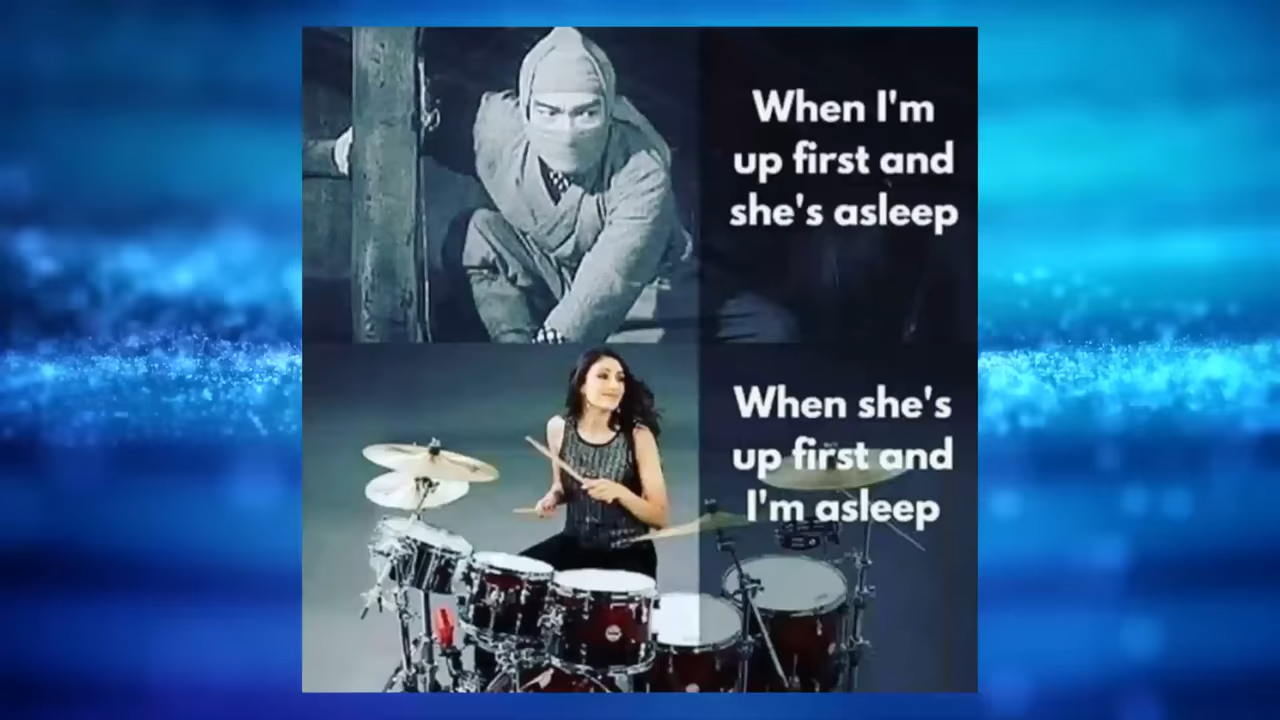 When I'm
up first and
she's asleep
When she's
up first and
I'm asleep